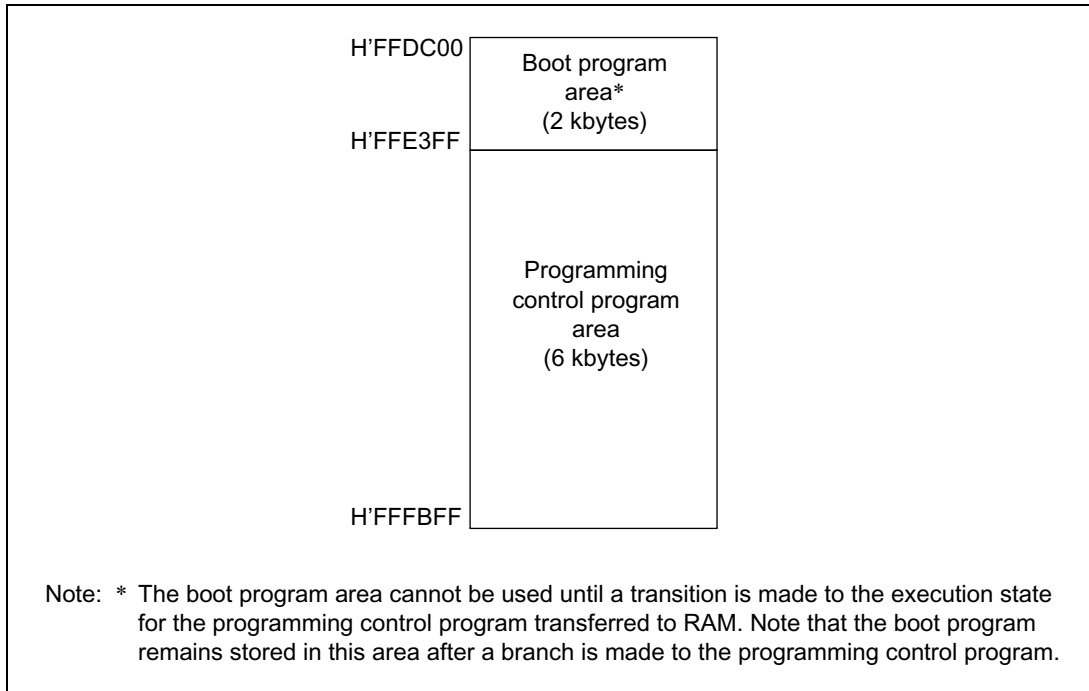 H'FFDC00
Boot program
area*
(2 kbytes)
H'FFE3FF
Programming
control program
area
(6 kbytes)
H'FFFBFF
Note: * The boot program area cannot be used until a transition is made to the execution state
for the programming control program transferred to RAM. Note that the boot program
remains stored in this area after a branch is made to the programming control program.